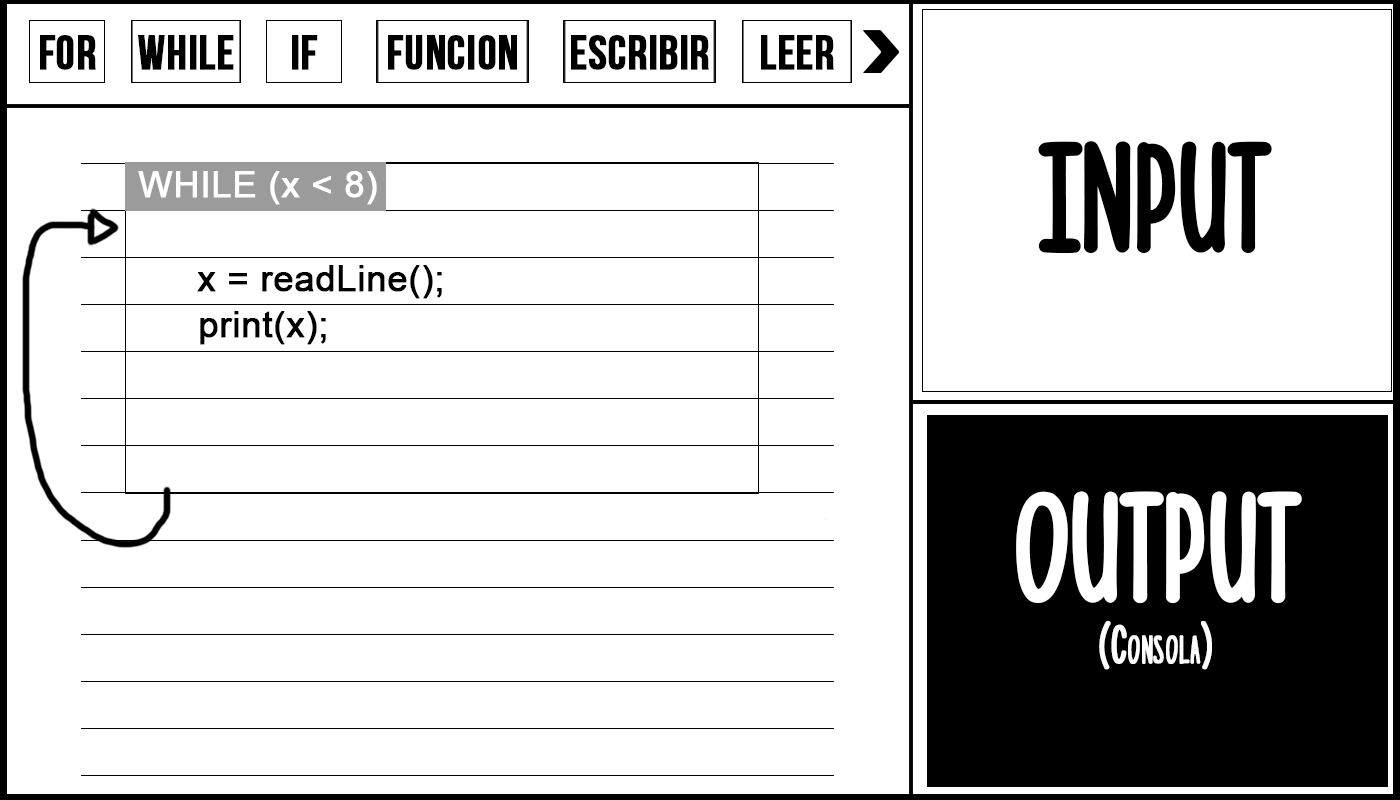 FOR WHILE IF FUNCION ESCRIBIR LEER
WHILE (x < 8)
x = readLine();
print(x);
INPUT
OUTPUT
(CONSOLA)